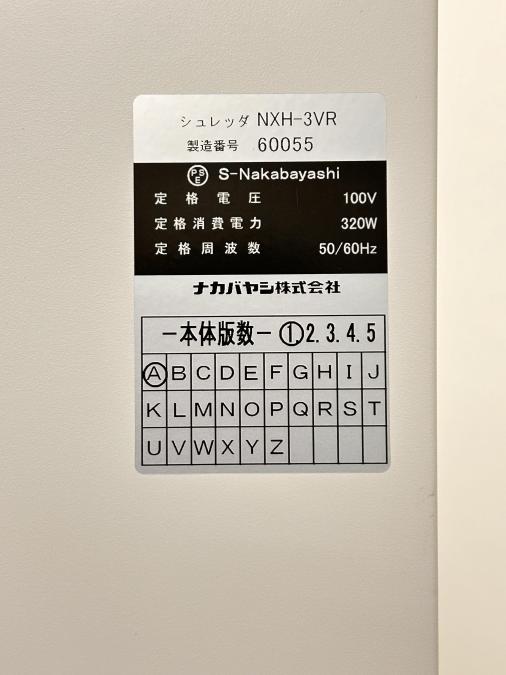 シュレッダ NXH-3VR
製造番号 60055
PSE S-Nakabayashi
定格電圧 100V
定格消費電力 320W
定格周波数 50/60Hz
ナカバヤシ株式会社
ー本体版数ー ①2.3.4.5
Ⓐ B C D E F G H I J
K L M N O P Q R S T
U V W X Y Z